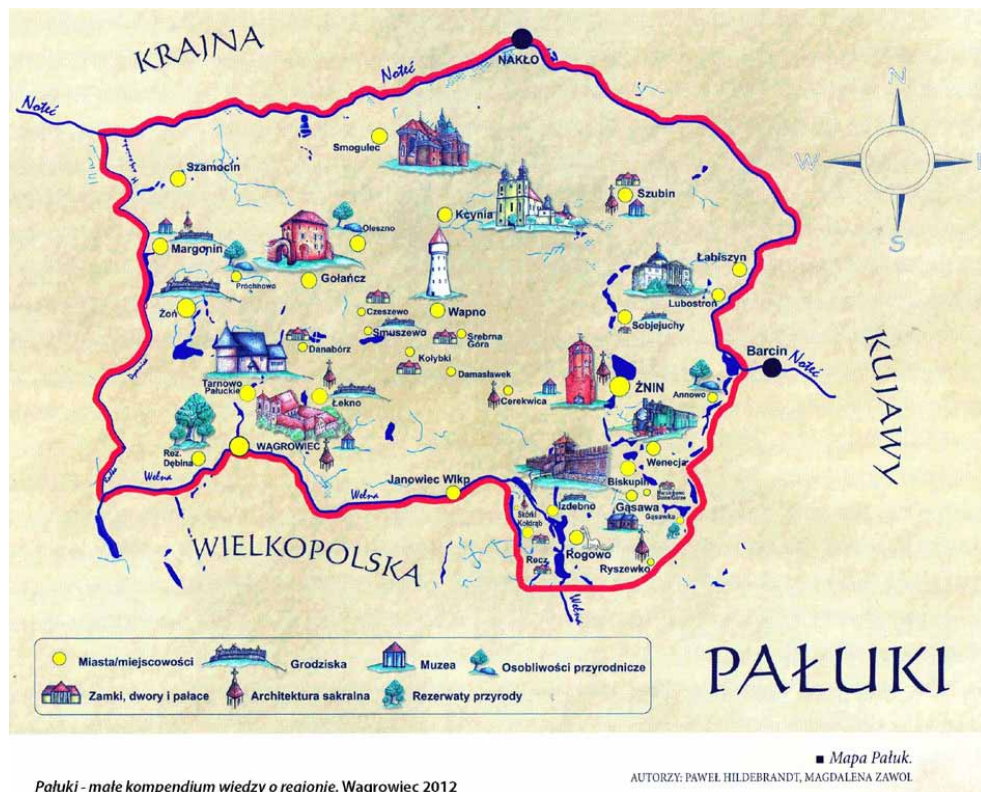 KRAJNA
NAKŁO
Noteć
Noteć
N
W
S
Smogulec
Szamocin
Szubin
Kcynia
Oleszno
Margonin
Gołańcz
Próchnowo
Łabiszyn
Lubostroń
Żoń
Wapno
Czeszewo
Smuszewo
Srebrna
Góra
Sobiejuchy
Danabórz
Kołybki
Damasławek
Barcin
Noteć
KUJAWY
Tarnowo
Pałuckie
Łekno
Cerekwica
ŻNIN
Annowo
Rez.
Dębina
WĄGROWIEC
Wenecja
Biskupin
Janowiec Wlkp
Wełna
Wełna
Gąsawa
Gąsawka
Izdebno
Skórki
Kołdrąb
Recz
Rogowo
Ryszewko
Wełna
WIELKOPOLSKA
PAŁUKI
Miasta/miejscowości
Grodziska
Muzea
Osobliwości przyrodnicze
Zamki, dwory i pałace
Architektura sakralna
Rezerwaty przyrody
■ Mapa Pałuk.
AUTORZY: PAWEŁ HILDEBRANDT, MAGDALENA ZAWOL
Pałuki - małe kompendium wiedzy o regionie, Wągrowiec 2012